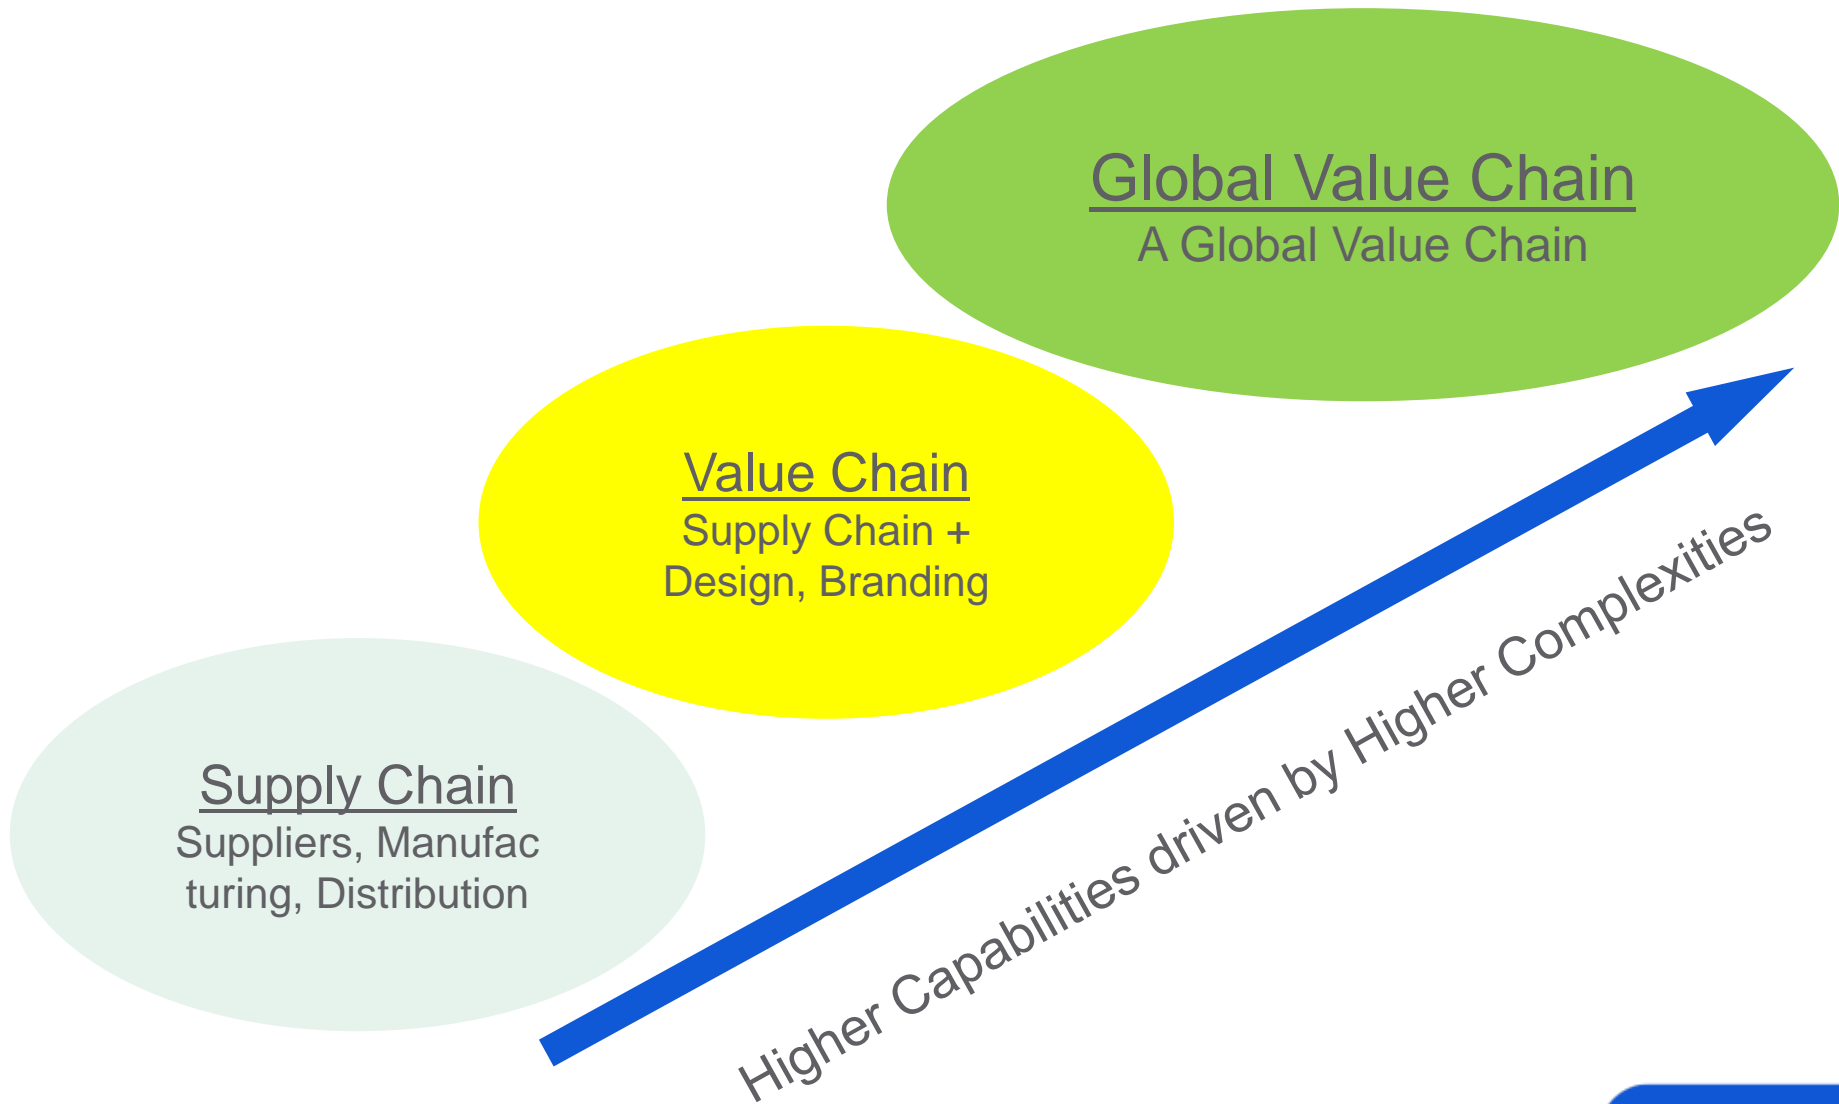 Global Value Chain
A Global Value Chain
Value Chain
Supply Chain +
Design, Branding
Supply Chain
Suppliers, Manufac
turing, Distribution
Higher Capabilities driven by Higher Complexities